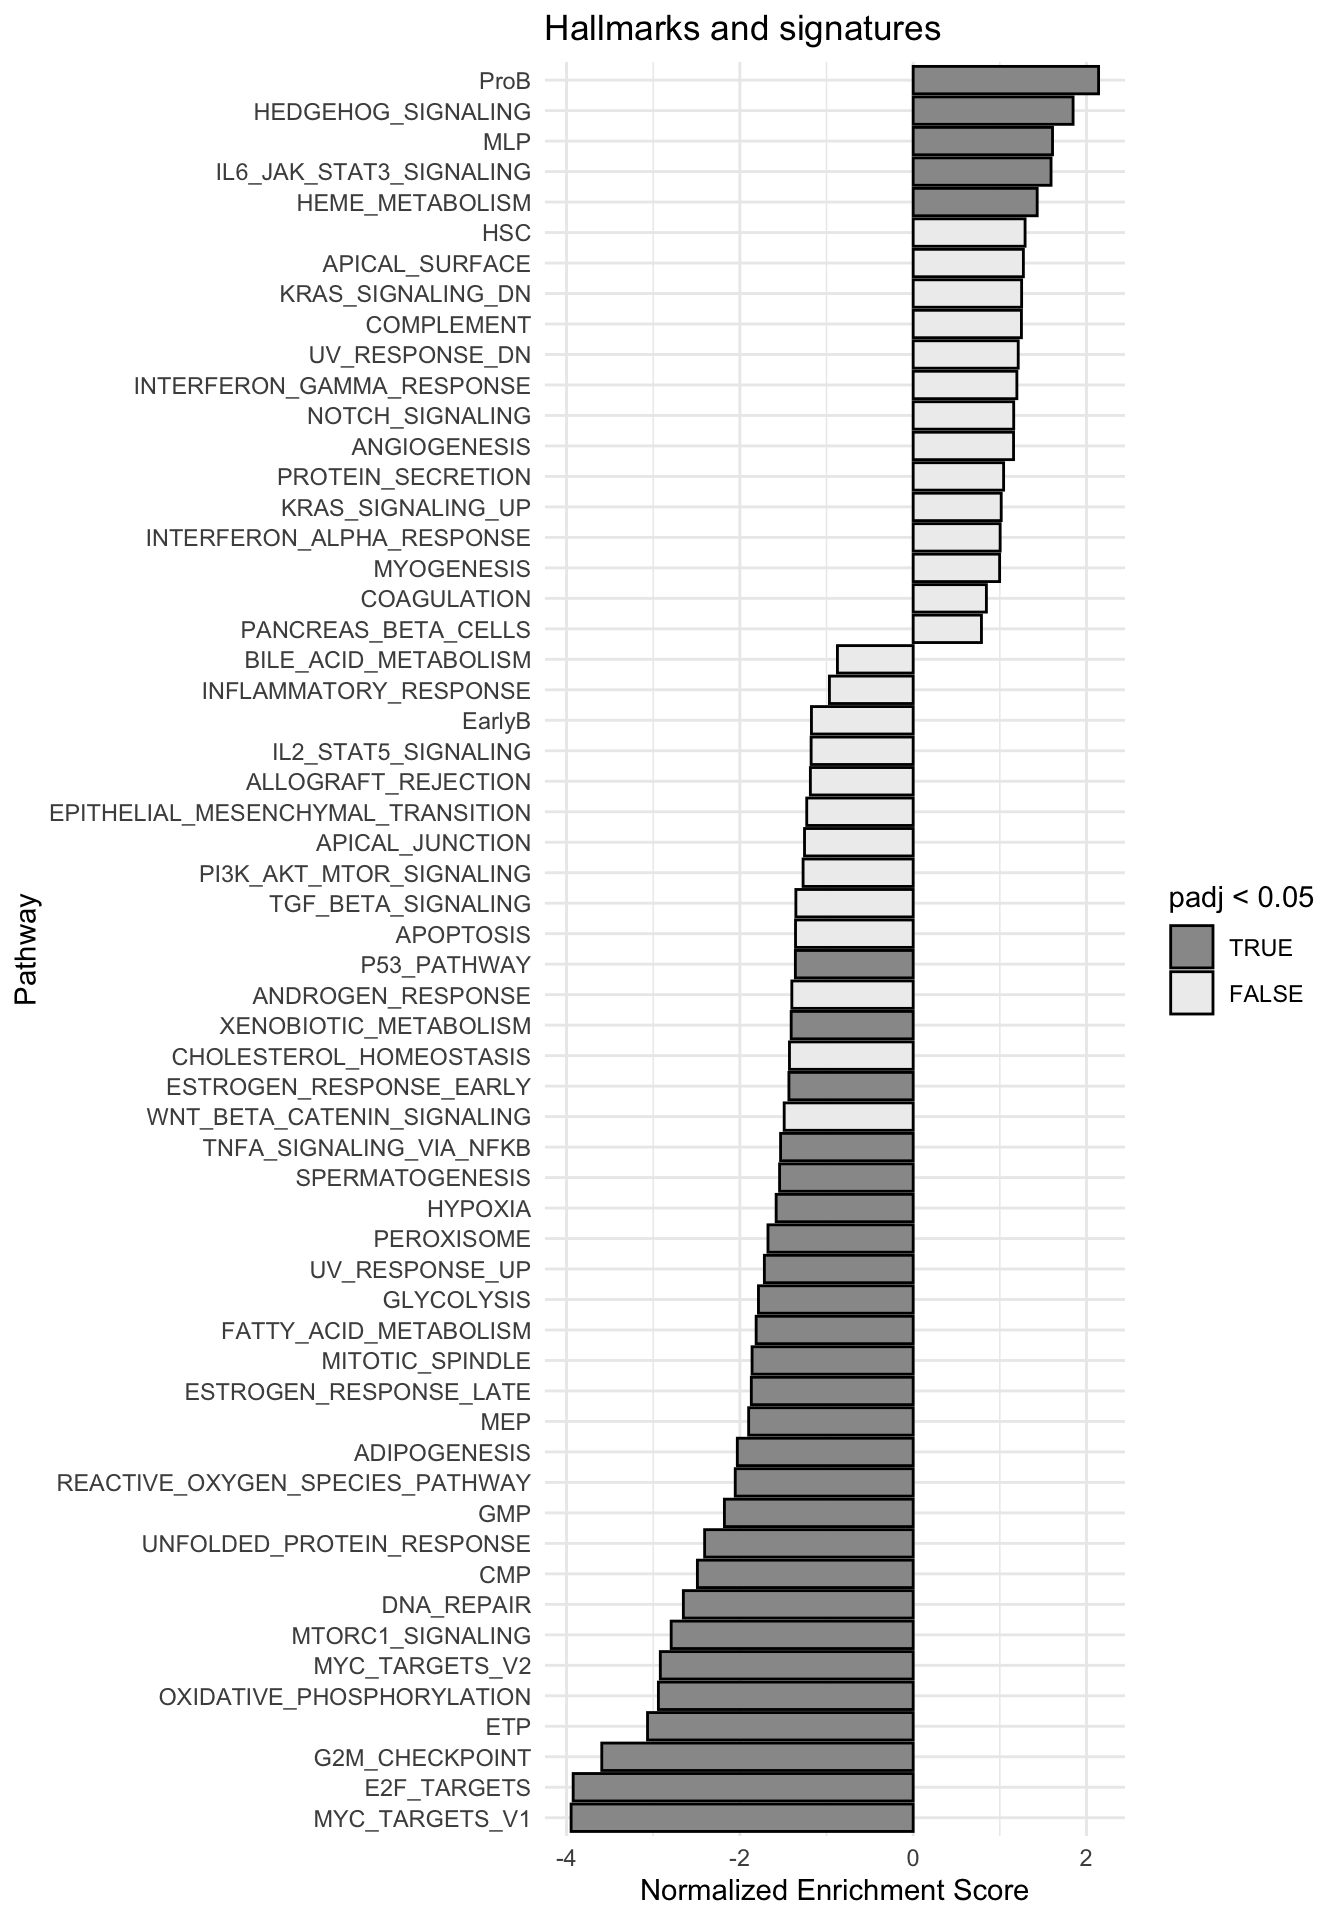 Hallmarks and signatures
ProB
HEDGEHOG_SIGNALING
MLP
IL6_JAK_STAT3_SIGNALING
HEME_METABOLISM
HSC
APICAL_SURFACE
KRAS_SIGNALING_DN
COMPLEMENT
UV_RESPONSE_DN
INTERFERON_GAMMA_RESPONSE
NOTCH_SIGNALING
ANGIOGENESIS
PROTEIN_SECRETION
KRAS_SIGNALING_UP
INTERFERON_ALPHA_RESPONSE
MYOGENESIS
COAGULATION
PANCREAS_BETA_CELLS
BILE_ACID_METABOLISM
INFLAMMATORY_RESPONSE
EarlyB
IL2_STAT5_SIGNALING
ALLOGRAFT_REJECTION
EPITHELIAL_MESENCHYMAL_TRANSITION
APICAL_JUNCTION
PI3K_AKT_MTOR_SIGNALING
TGF_BETA_SIGNALING
APOPTOSIS
P53_PATHWAY
ANDROGEN_RESPONSE
XENOBIOTIC_METABOLISM
CHOLESTEROL_HOMEOSTASIS
ESTROGEN_RESPONSE_EARLY
WNT_BETA_CATENIN_SIGNALING
TNFA_SIGNALING_VIA_NFKB
SPERMATOGENESIS
HYPOXIA
PEROXISOME
UV_RESPONSE_UP
GLYCOLYSIS
FATTY_ACID_METABOLISM
MITOTIC_SPINDLE
ESTROGEN_RESPONSE_LATE
MEP
ADIPOGENESIS
REACTIVE_OXYGEN_SPECIES_PATHWAY
GMP
UNFOLDED_PROTEIN_RESPONSE
CMP
DNA_REPAIR
MTORC1_SIGNALING
MYC_TARGETS_V2
OXIDATIVE_PHOSPHORYLATION
ETP
G2M_CHECKPOINT
E2F_TARGETS
MYC_TARGETS_V1
Pathway
-4 -2 0 2
Normalized Enrichment Score
padj < 0.05
TRUE
FALSE